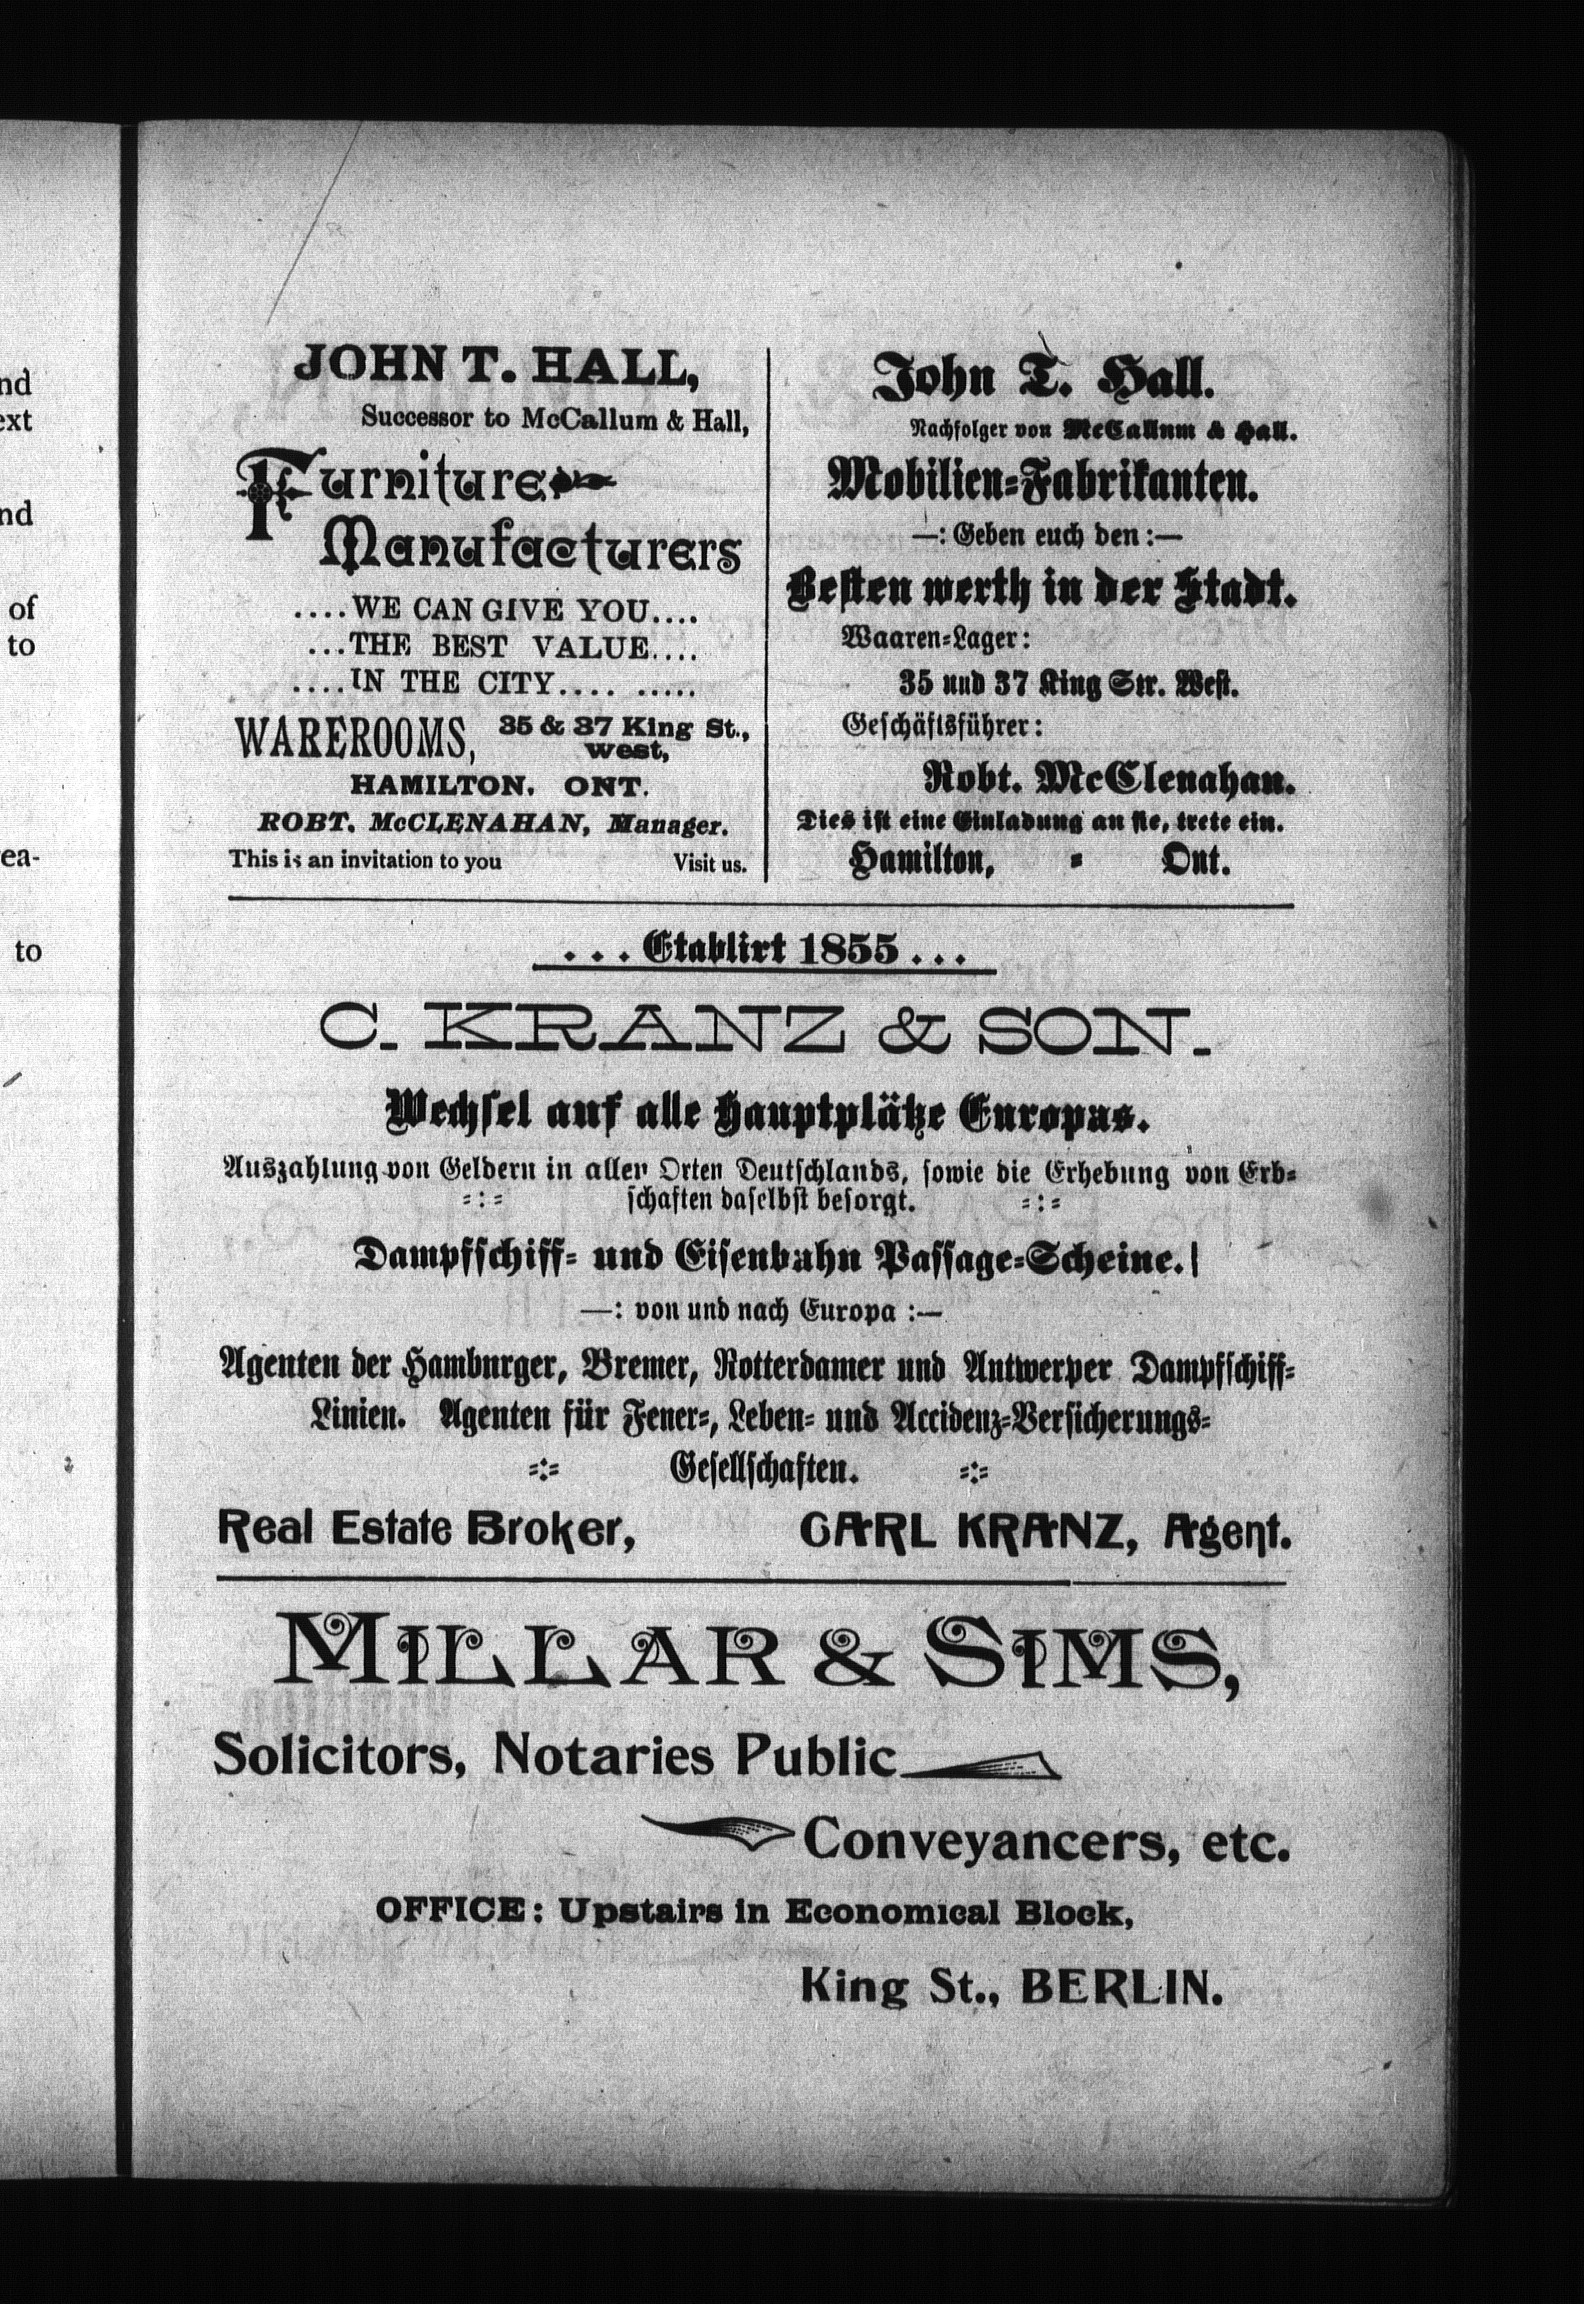 nd
ext
nd
of
to
ea-
to
JOHN T. HALL,
Successor to McCallum & Hall,
Furniture
Manufacturers
....WE CAN GIVE YOU....
...THE BEST VALUE....
....IN THE CITY.... .....
WAREROOMS, 35 & 37 King St., west,
HAMILTON. ONT.
ROBT. McCLENAHAN, Manager.
This is an invitation to you Visit us.
John T. Hall.
Nachfolger von McCallum & Hall.
Mobilien=Fabrikanten.
—: Geben euch den :—
Besten werth in der Stadt.
Waaren=Lager:
35 und 37 King Str. West.
Geschäftsführer:
Robt. McClenahan.
Dies ist eine Einladung an sie, trete ein.
Hamilton, = Ont.
... Etablirt 1855 ...
C. KRANZ & SON.
Wechsel auf alle Hauptplätze Europas.
Auszahlung von Geldern in allen Orten Deutschlands, sowie die Erhebung von Erb=
=:= schaften daselbst besorgt. =:=
Dampfschiff= und Eisenbahn Passage=Scheine.
—: von und nach Europa :—
Agenten der Hamburger, Bremer, Rotterdamer und Antwerper Dampfschiff=
Linien. Agenten für Feuer=, Leben= und Accidenz=Versicherungs=
Gesellschaften.
Real Estate Broker, CARL KRANZ, Agent.
MILLAR & SIMS,
Solicitors, Notaries Public
Conveyancers, etc.
OFFICE: Upstairs in Economical Block,
King St., BERLIN.